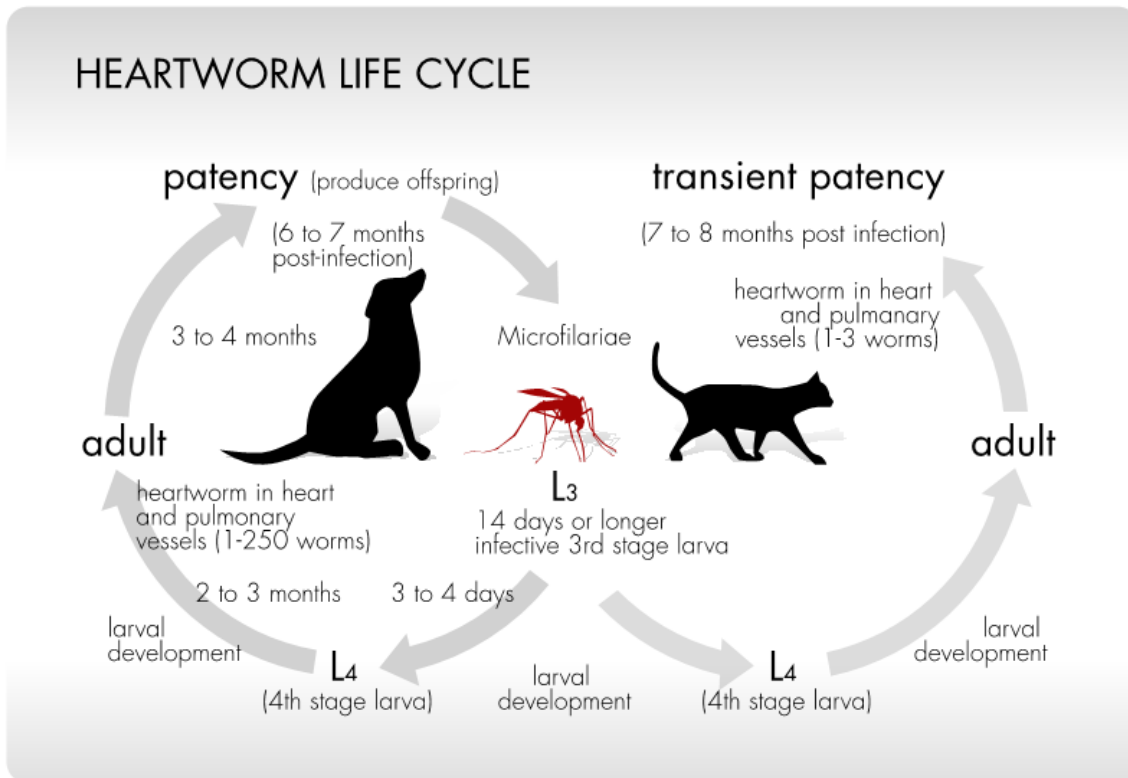 HEARTWORM LIFE CYCLE
patency (produce offspring)
(6 to 7 months
post-infection)
3 to 4 months
Microfilariae
adult
heartworm in heart
and pulmonary
vessels (1-250 worms)
L3
14 days or longer
infective 3rd stage larva
2 to 3 months
3 to 4 days
larval
development
L4
(4th stage larva)
larval
development
transient patency
(7 to 8 months post infection)
heartworm in heart
and pulmanary
vessels (1-3 worms)
adult
larval
development
L4
(4th stage larva)